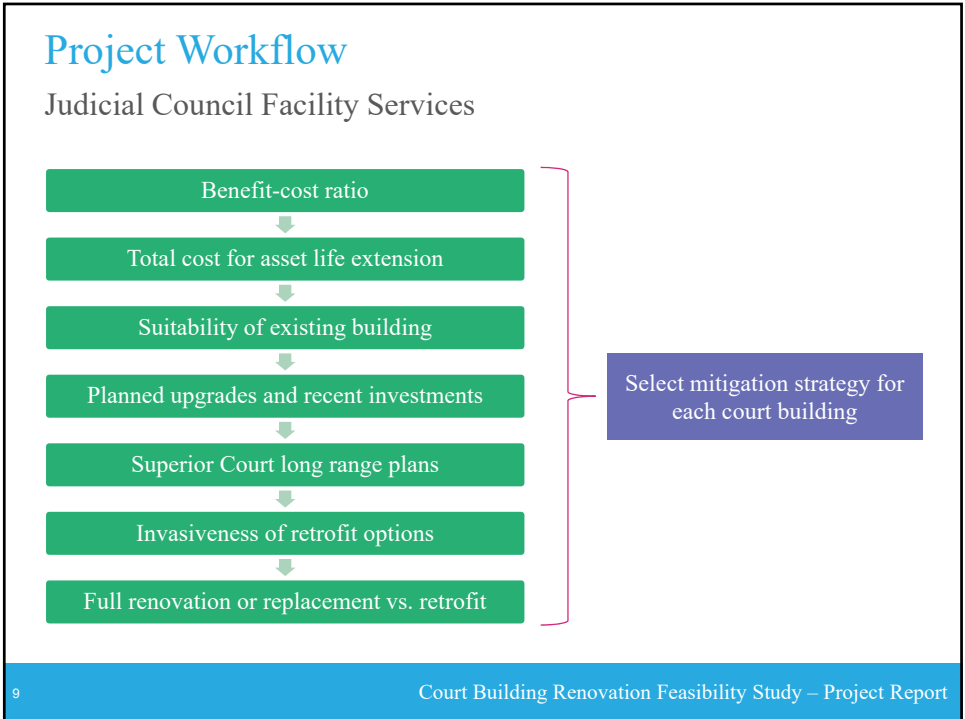 Project Workflow
Judicial Council Facility Services
Benefit-cost ratio
Total cost for asset life extension
Suitability of existing building
Planned upgrades and recent investments
Superior Court long range plans
Invasiveness of retrofit options
Full renovation or replacement vs. retrofit
Select mitigation strategy for
each court building
9
Court Building Renovation Feasibility Study – Project Report